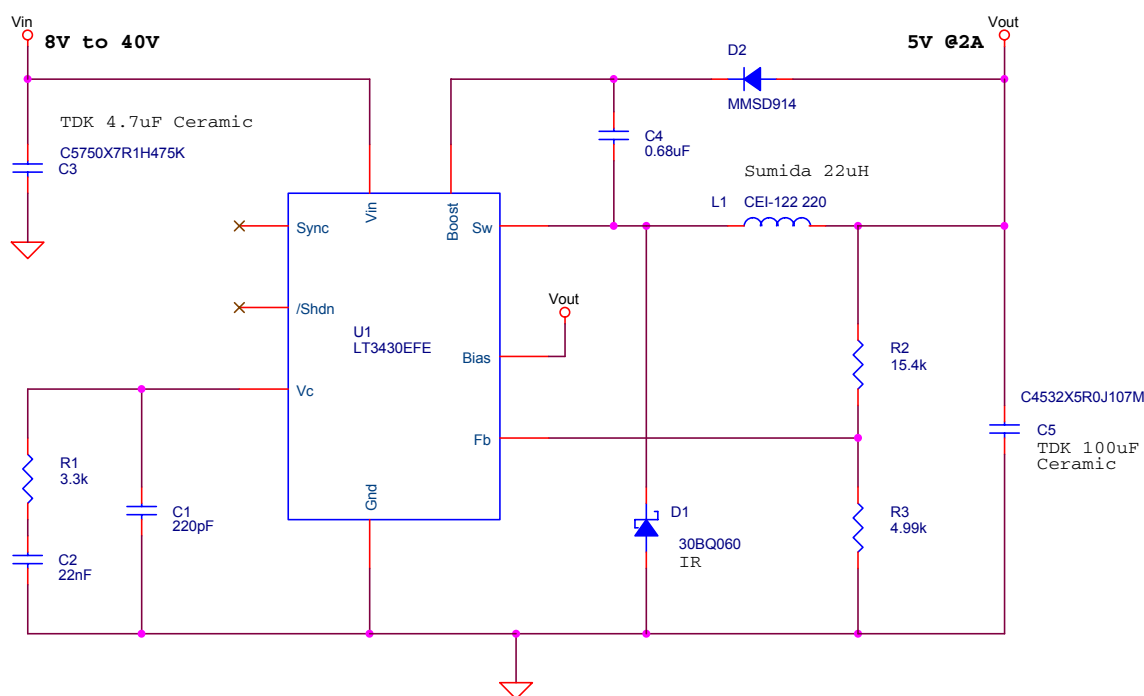 Vin
8V to 40V
5V @2A
Vout
D2
MMSD914
TDK 4.7uF Ceramic
C5750X7R1H475K
C3
C4
0.68uF
Sumida 22uH
L1
CEI-122 220
Sync
Vin
Boost
Sw
/Shdn
Vout
U1
LT3430EFE
Bias
R2
15.4k
Vc
C4532X5R0J107M
C5
TDK 100uF
Ceramic
Fb
R1
3.3k
Gnd
C1
220pF
D1
30BQ060
IR
R3
4.99k
C2
22nF